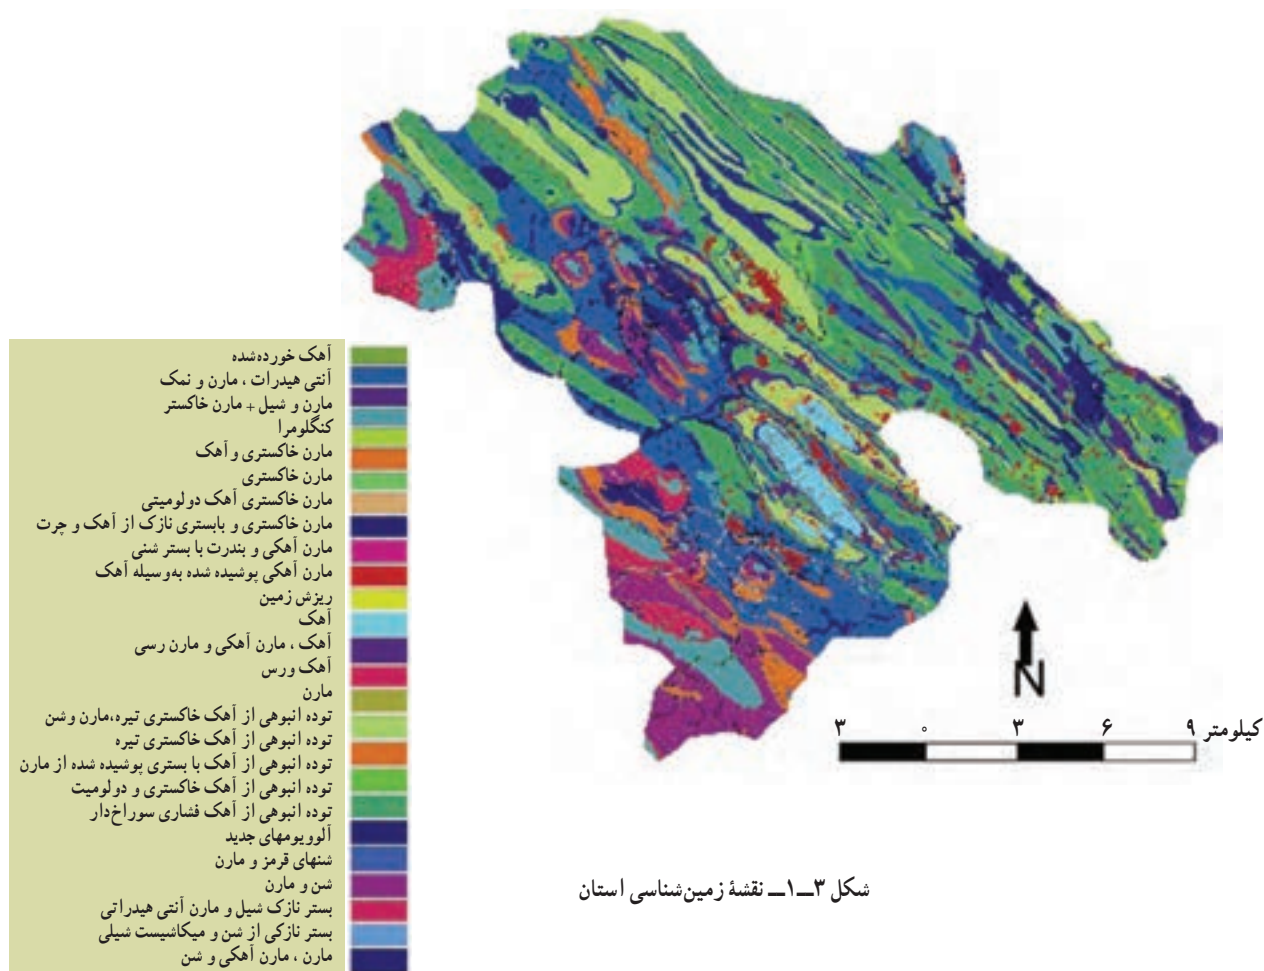 آهک خورده‌شده
آنتی هیدرات ، مارن و نمک
مارن و شیل + مارن خاکستر
کنگلومرا
مارن خاکستری و آهک
مارن خاکستری
مارن خاکستری آهک دولومیتی
مارن خاکستری و بابستری نازک از آهک و چرت
مارن آهکی و بندرت با بستر شنی
مارن آهکی پوشیده شده به‌وسیله آهک
ریزش زمین
آهک
آهک ، مارن آهکی و مارن رسی
آهک ورس
مارن
توده انبوهی از آهک خاکستری تیره،مارن وشن
توده انبوهی از آهک خاکستری تیره
توده انبوهی از آهک با بستری پوشیده شده از مارن
توده انبوهی از آهک خاکستری و دولومیت
توده انبوهی از آهک فشاری سوراخ‌دار
آلوویومهای جدید
شنهای قرمز و مارن
شن و مارن
بستر نازک شیل و مارن آنتی هیدراتی
بستر نازکی از شن و میکاشیست شیلی
مارن ، مارن آهکی و شن
N
۳ ۰ ۳ ۶ ۹ کیلومتر
شکل ۳ــ۱ــ نقشهٔ زمین‌شناسی استان